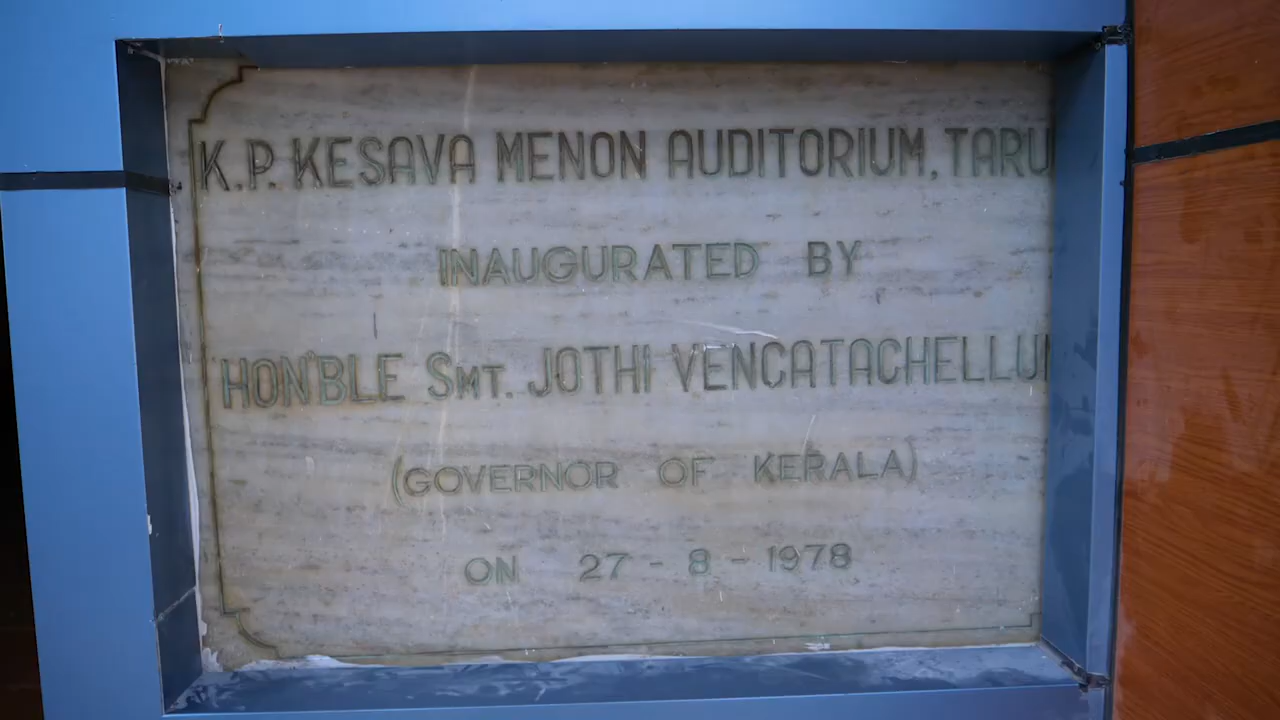 K.P. KESAVA MENON AUDITORIUM, TARU
INAUGURATED BY
HON'BLE SMT. JOTHI VENCATACHELLU
(GOVERNOR OF KERALA)
ON 27-8-1978